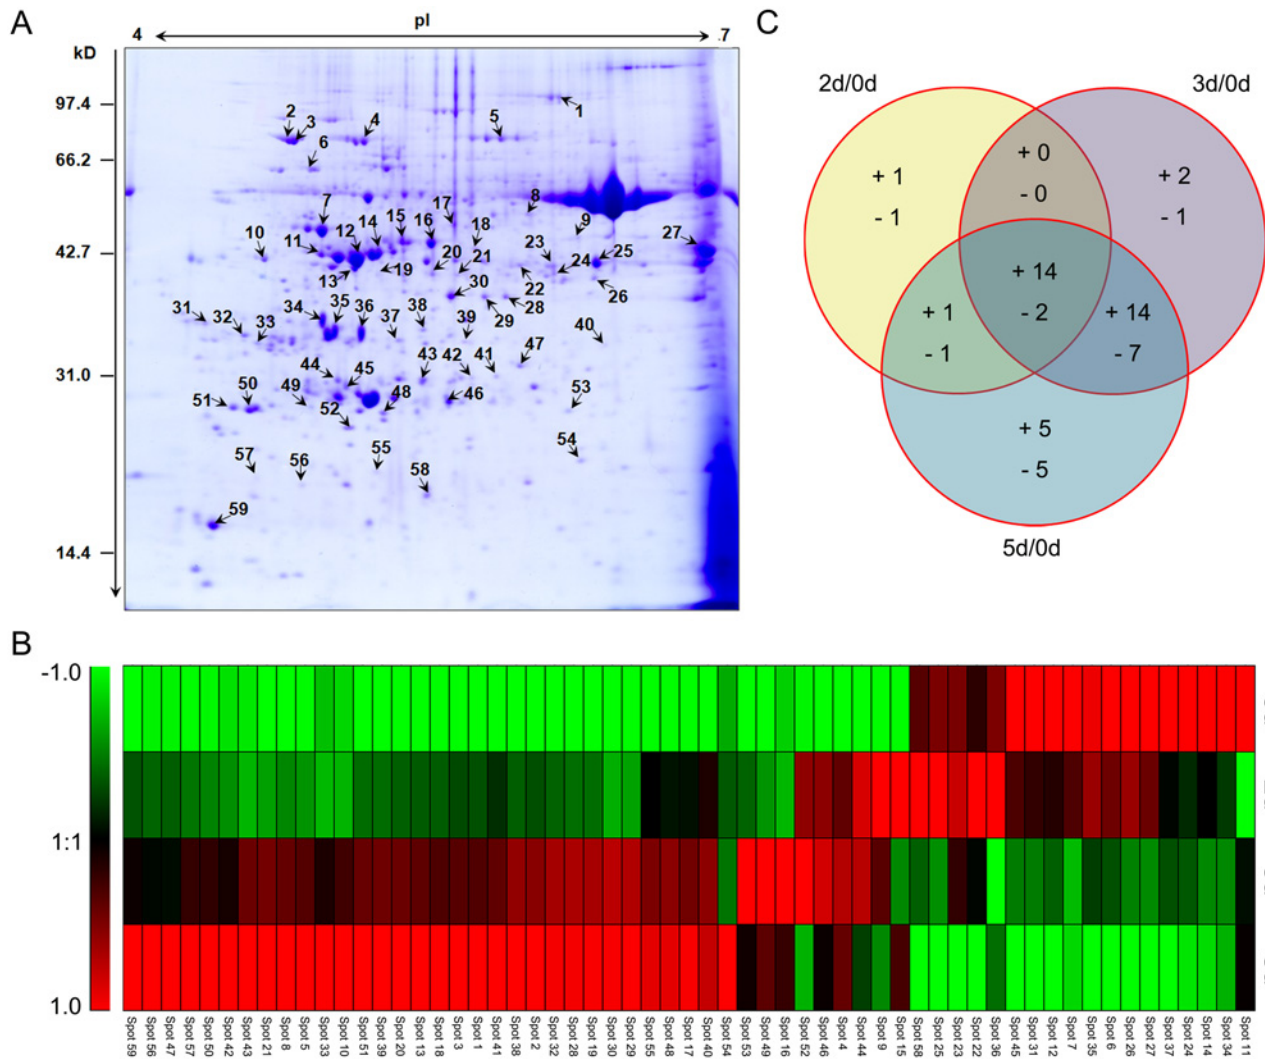 A
pI
4
7
kD
97.4
66.2
42.7
31.0
14.4
1
2
3
4
5
6
7
8
9
10
11
12
13
14
15
16
17
18
19
20
21
22
23
24
25
26
27
28
29
30
31
32
33
34
35
36
37
38
39
40
41
42
43
44
45
46
47
48
49
50
51
52
53
54
55
56
57
58
59
C
2d/0d
3d/0d
+ 1
- 1
+ 0
- 0
+ 2
- 1
+ 14
- 2
+ 1
- 1
+ 14
- 7
+ 5
- 5
5d/0d
B
-1.0
1:1
1.0
Spot 59
Spot 56
Spot 47
Spot 57
Spot 50
Spot 42
Spot 43
Spot 21
Spot 8
Spot 5
Spot 33
Spot 10
Spot 51
Spot 39
Spot 20
Spot 13
Spot 18
Spot 3
Spot 1
Spot 41
Spot 38
Spot 2
Spot 32
Spot 28
Spot 19
Spot 30
Spot 29
Spot 55
Spot 48
Spot 17
Spot 40
Spot 54
Spot 53
Spot 49
Spot 16
Spot 52
Spot 46
Spot 4
Spot 44
Spot 9
Spot 15
Spot 58
Spot 25
Spot 23
Spot 22
Spot 36
Spot 45
Spot 31
Spot 12
Spot 7
Spot 35
Spot 6
Spot 26
Spot 27
Spot 37
Spot 24
Spot 14
Spot 34
Spot 11